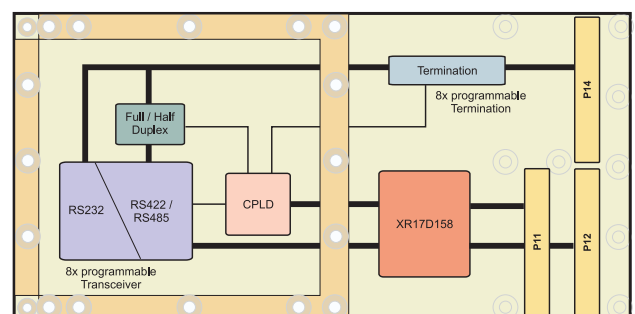 Termination
8x programmable
Termination
P14
Full / Half
Duplex
RS232
RS422 /
RS485
CPLD
XR17D158
P11
P12
8x programmable
Transceiver